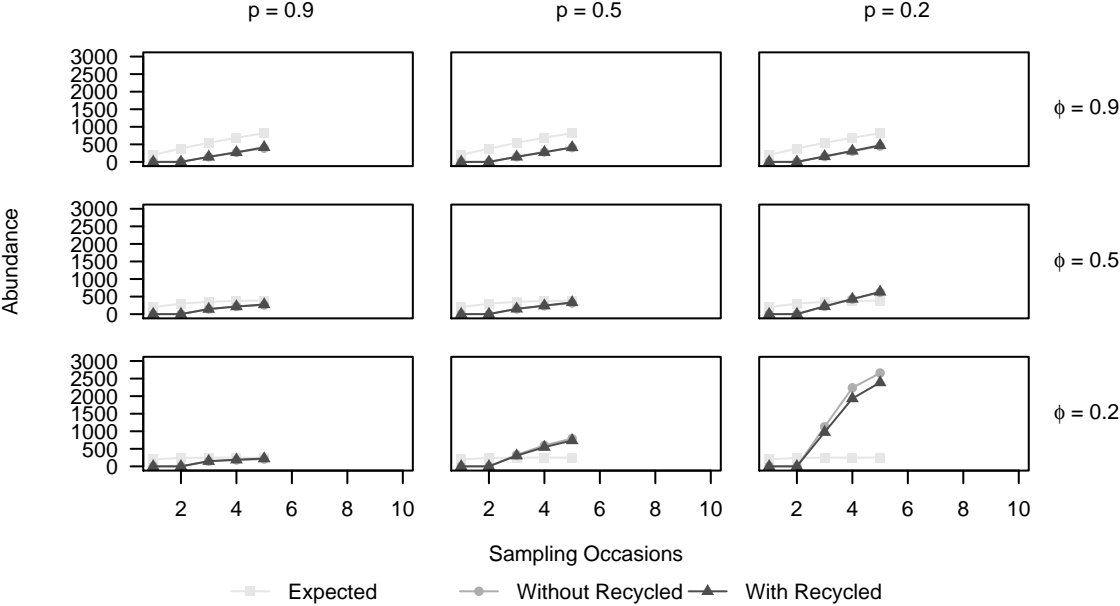 p = 0.9 p = 0.5 p = 0.2
3000
2500
2000
1500
1000
500
0
ϕ = 0.9
3000
2500
2000
1500
1000
500
0
ϕ = 0.5
3000
2500
2000
1500
1000
500
0
ϕ = 0.2
Abundance
2 4 6 8 10 2 4 6 8 10 2 4 6 8 10
Sampling Occasions
Expected Without Recycled With Recycled